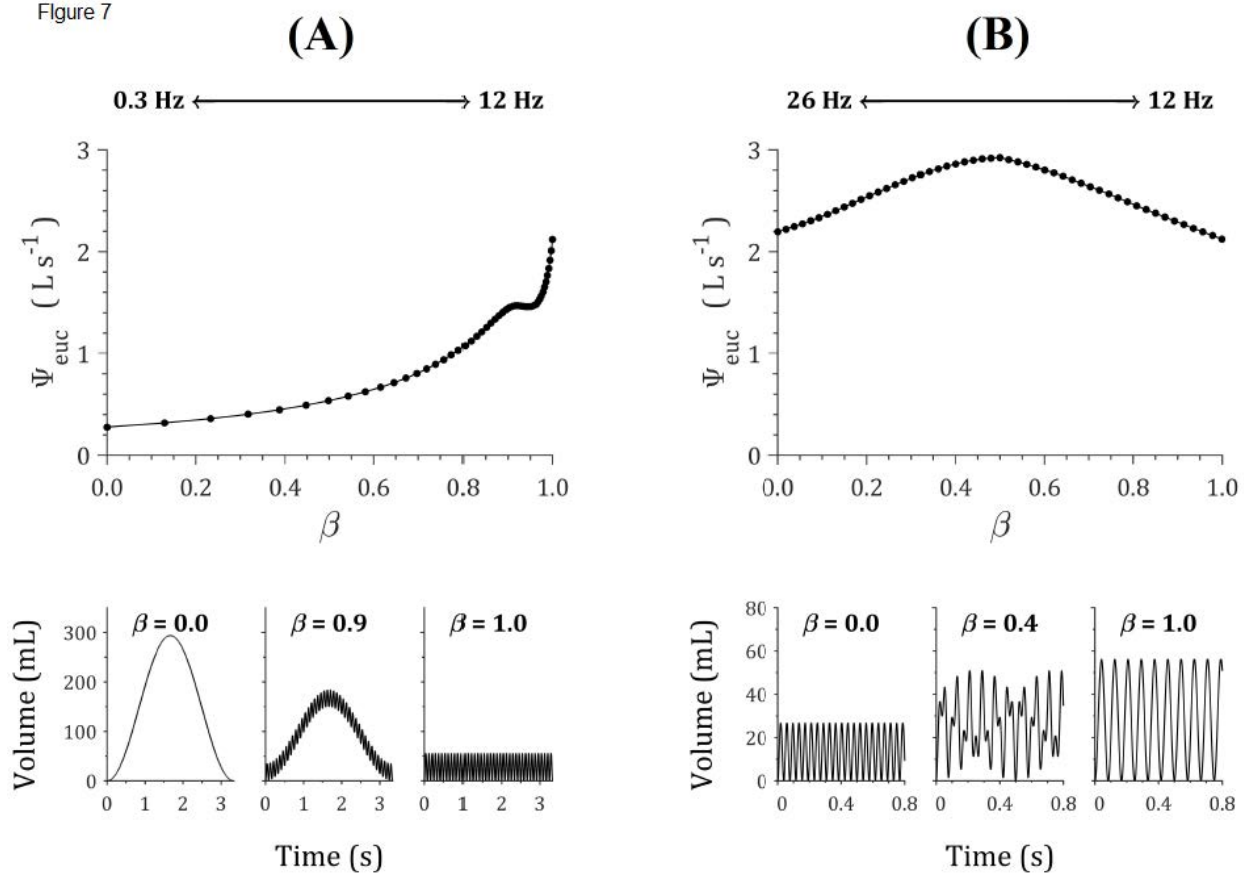 FIgure 7
(A)
(B)
0.3 Hz ⟵⟶ 12 Hz
26 Hz ⟵⟶ 12 Hz
Ψeuc ( L s-1 )
3
2
1
0
0.0 0.2 0.4 0.6 0.8 1.0
β
Ψeuc ( L s-1 )
3
2
1
0
0.0 0.2 0.4 0.6 0.8 1.0
β
Volume (mL)
300
200
100
0
β = 0.0
β = 0.9
β = 1.0
0 1 2 3
0 1 2 3
0 1 2 3
Time (s)
Volume (mL)
80
60
40
20
0
β = 0.0
β = 0.4
β = 1.0
0 0.4 0.8
0 0.4 0.8
0 0.4 0.8
Time (s)